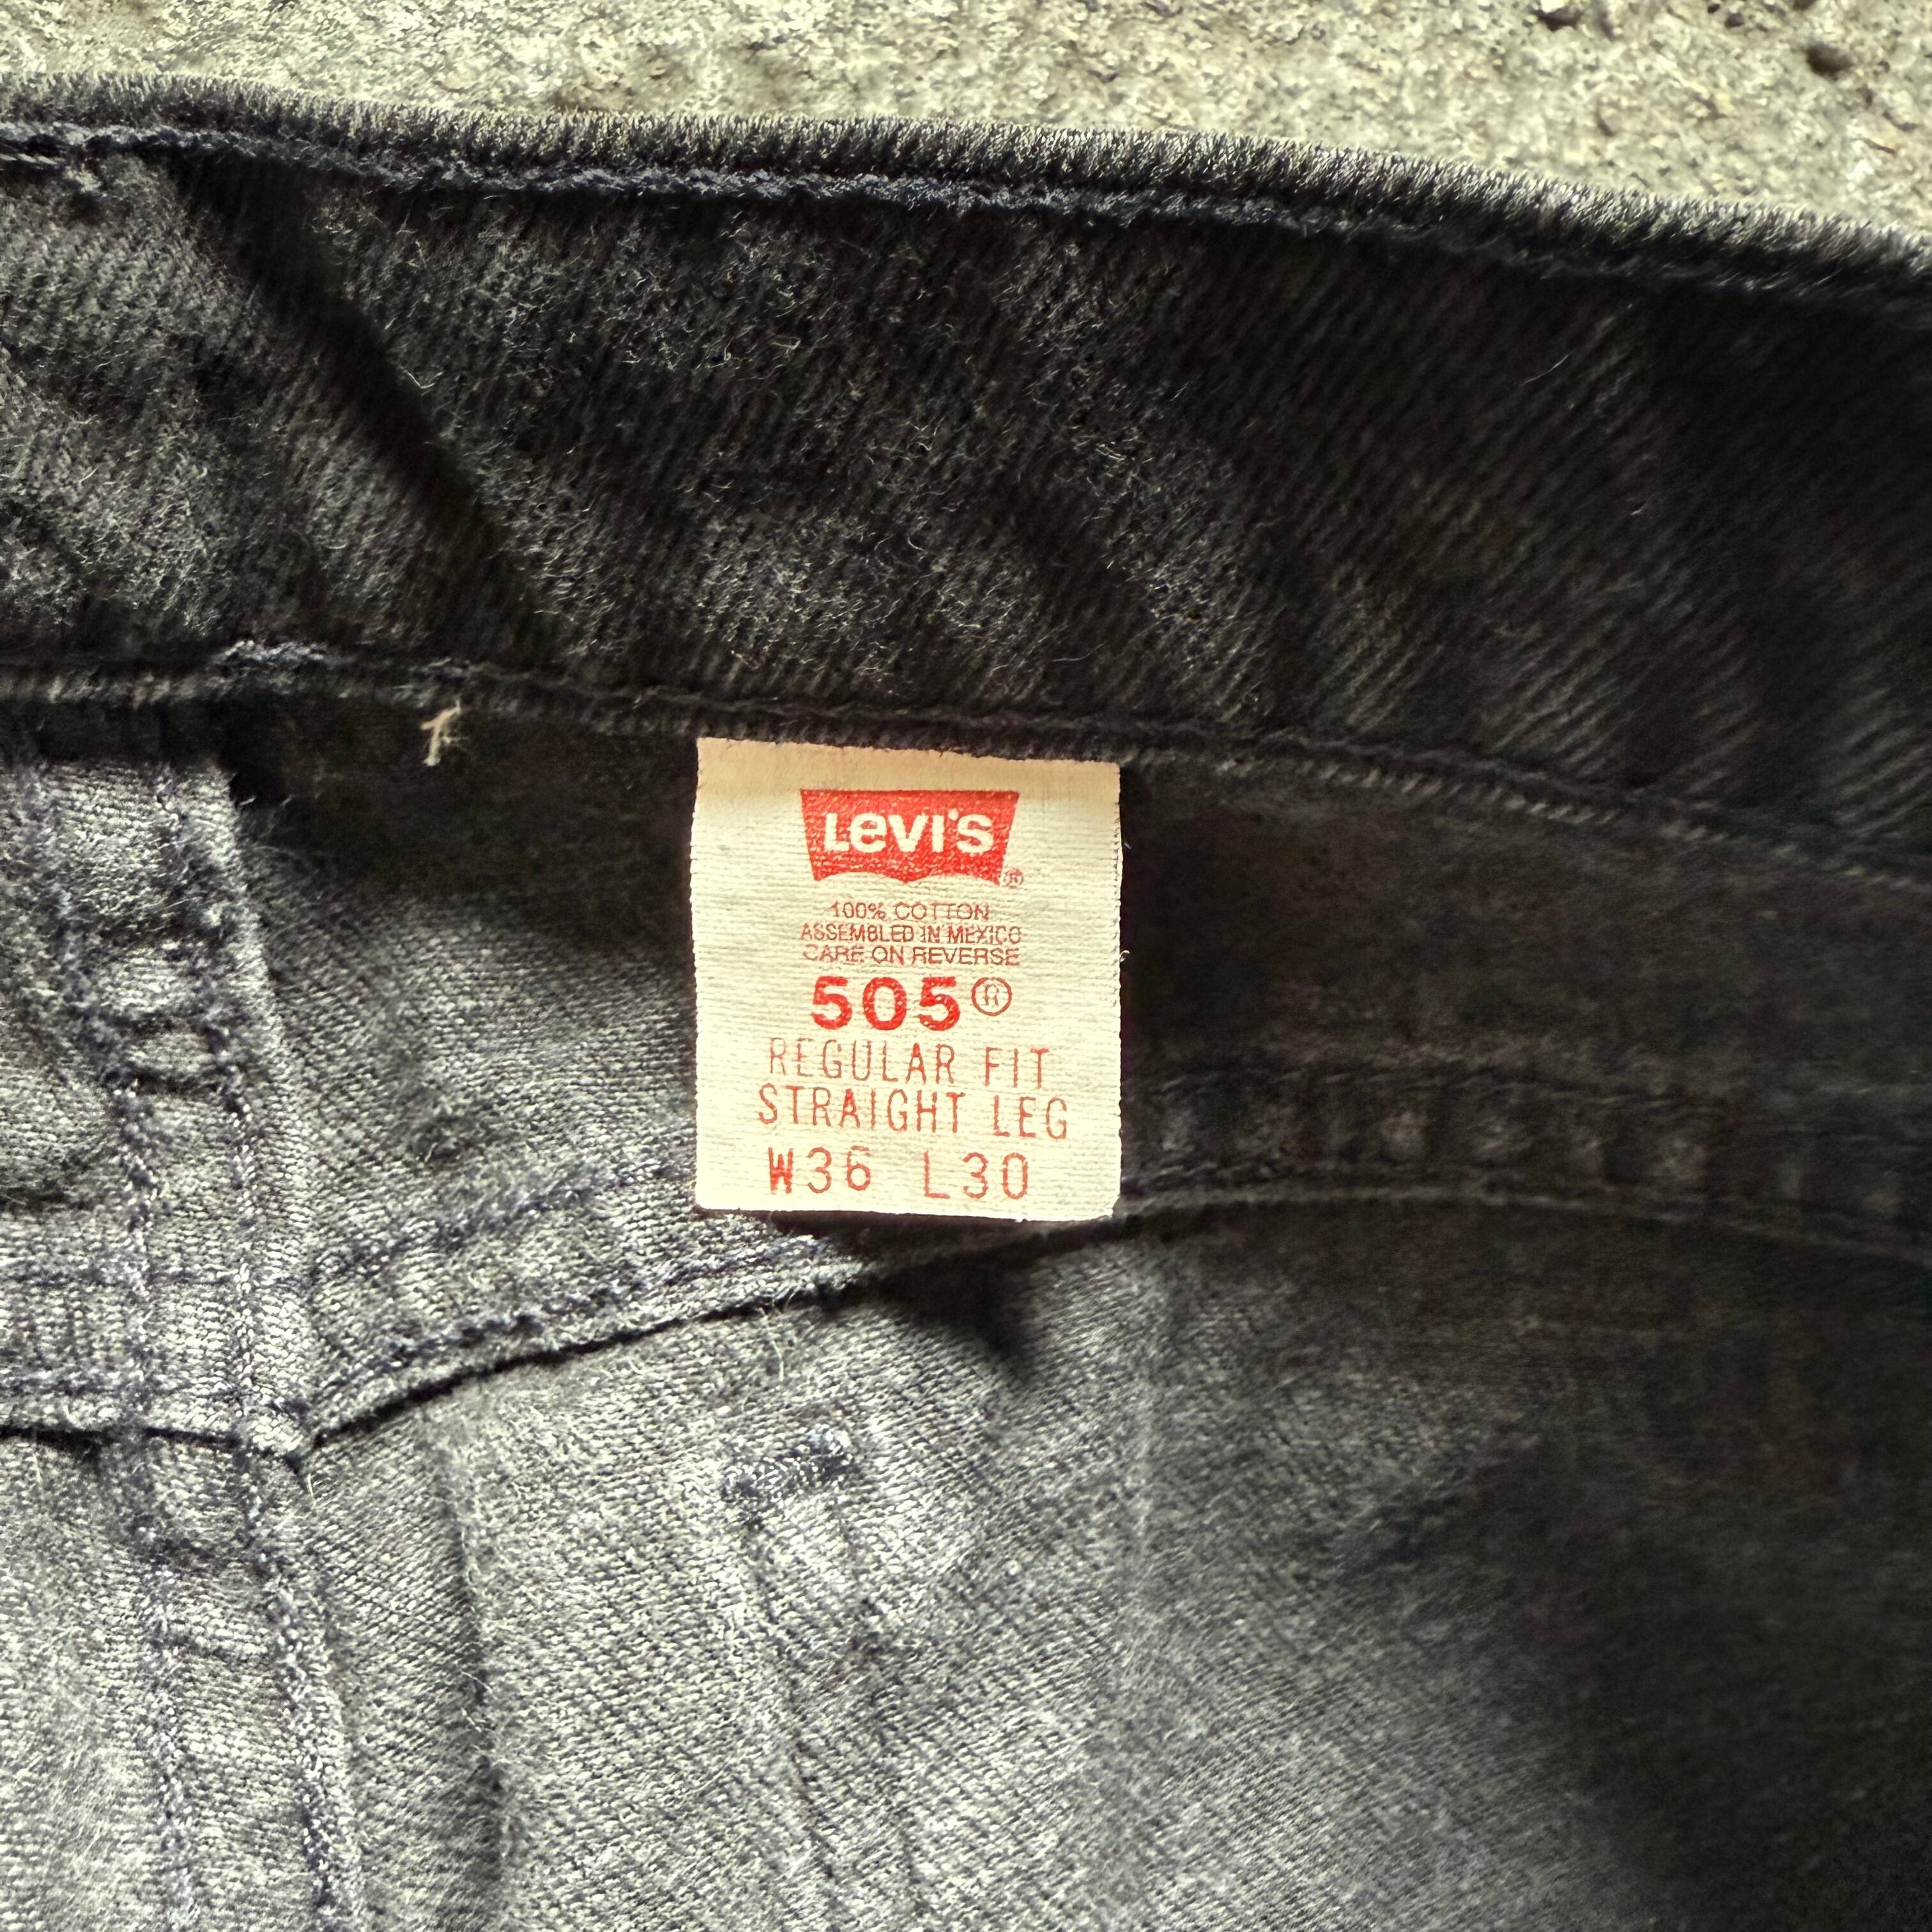 Levi's®
100% COTTON
ASSEMBLED IN MEXICO
CARE ON REVERSE
505®
REGULAR FIT
STRAIGHT LEG
W36 L30